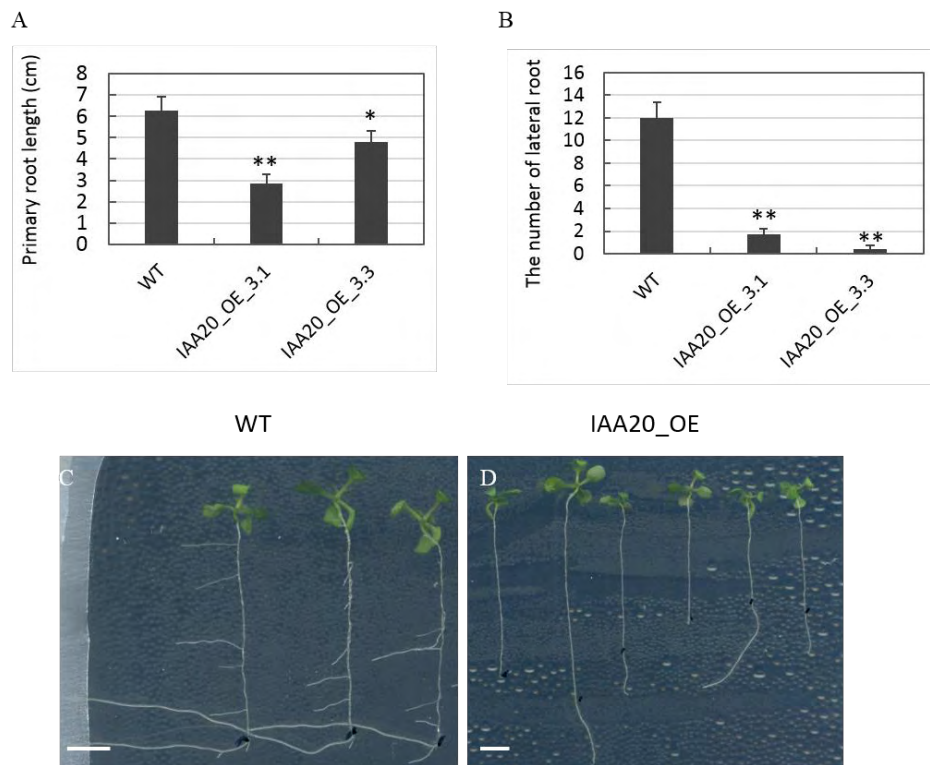 A
Primary root length (cm)
8
7
6
5
4
3
2
1
0
**
*
WT
IAA20_OE_3.1
IAA20_OE_3.3
B
The number of lateral root
16
14
12
10
8
6
4
2
0
**
**
WT
IAA20_OE_3.1
IAA20_OE_3.3
WT
IAA20_OE
C
D